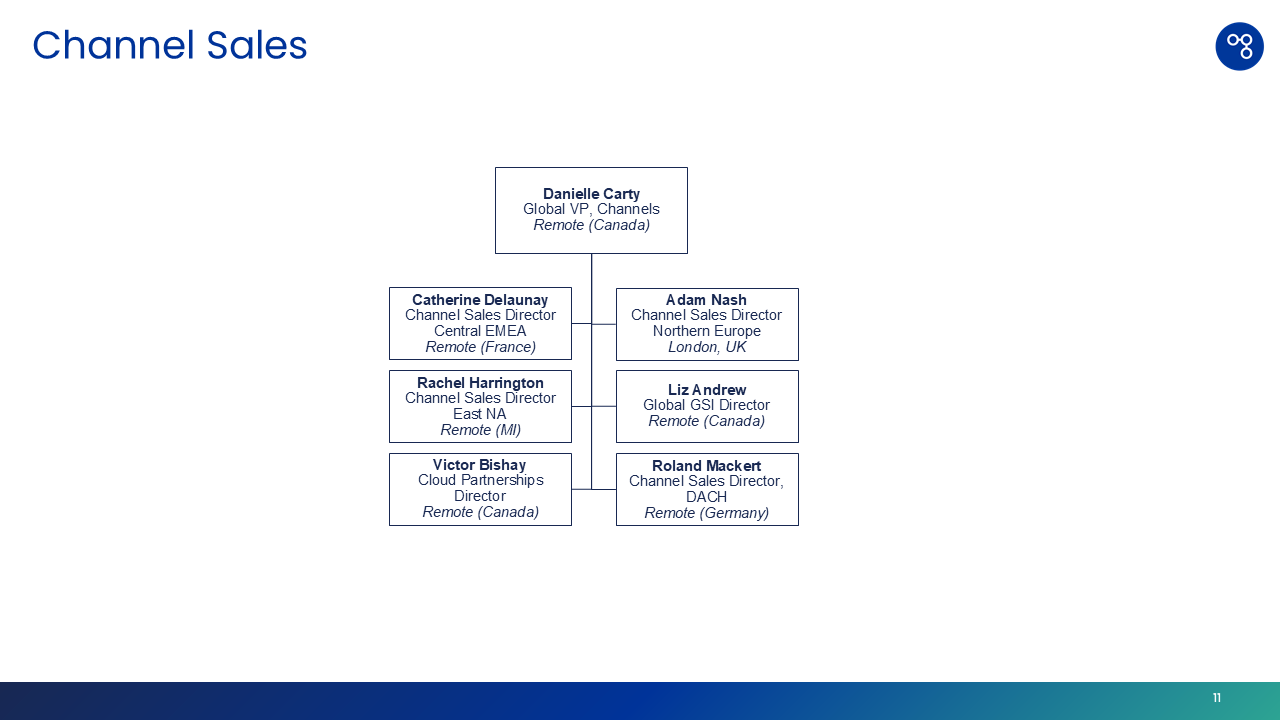 Channel Sales
Danielle Carty
Global VP, Channels
Remote (Canada)
Catherine Delaunay
Channel Sales Director
Central EMEA
Remote (France)
Adam Nash
Channel Sales Director
Northern Europe
London, UK
Rachel Harrington
Channel Sales Director
East NA
Remote (MI)
Liz Andrew
Global GSI Director
Remote (Canada)
Victor Bishay
Cloud Partnerships
Director
Remote (Canada)
Roland Mackert
Channel Sales Director,
DACH
Remote (Germany)
11